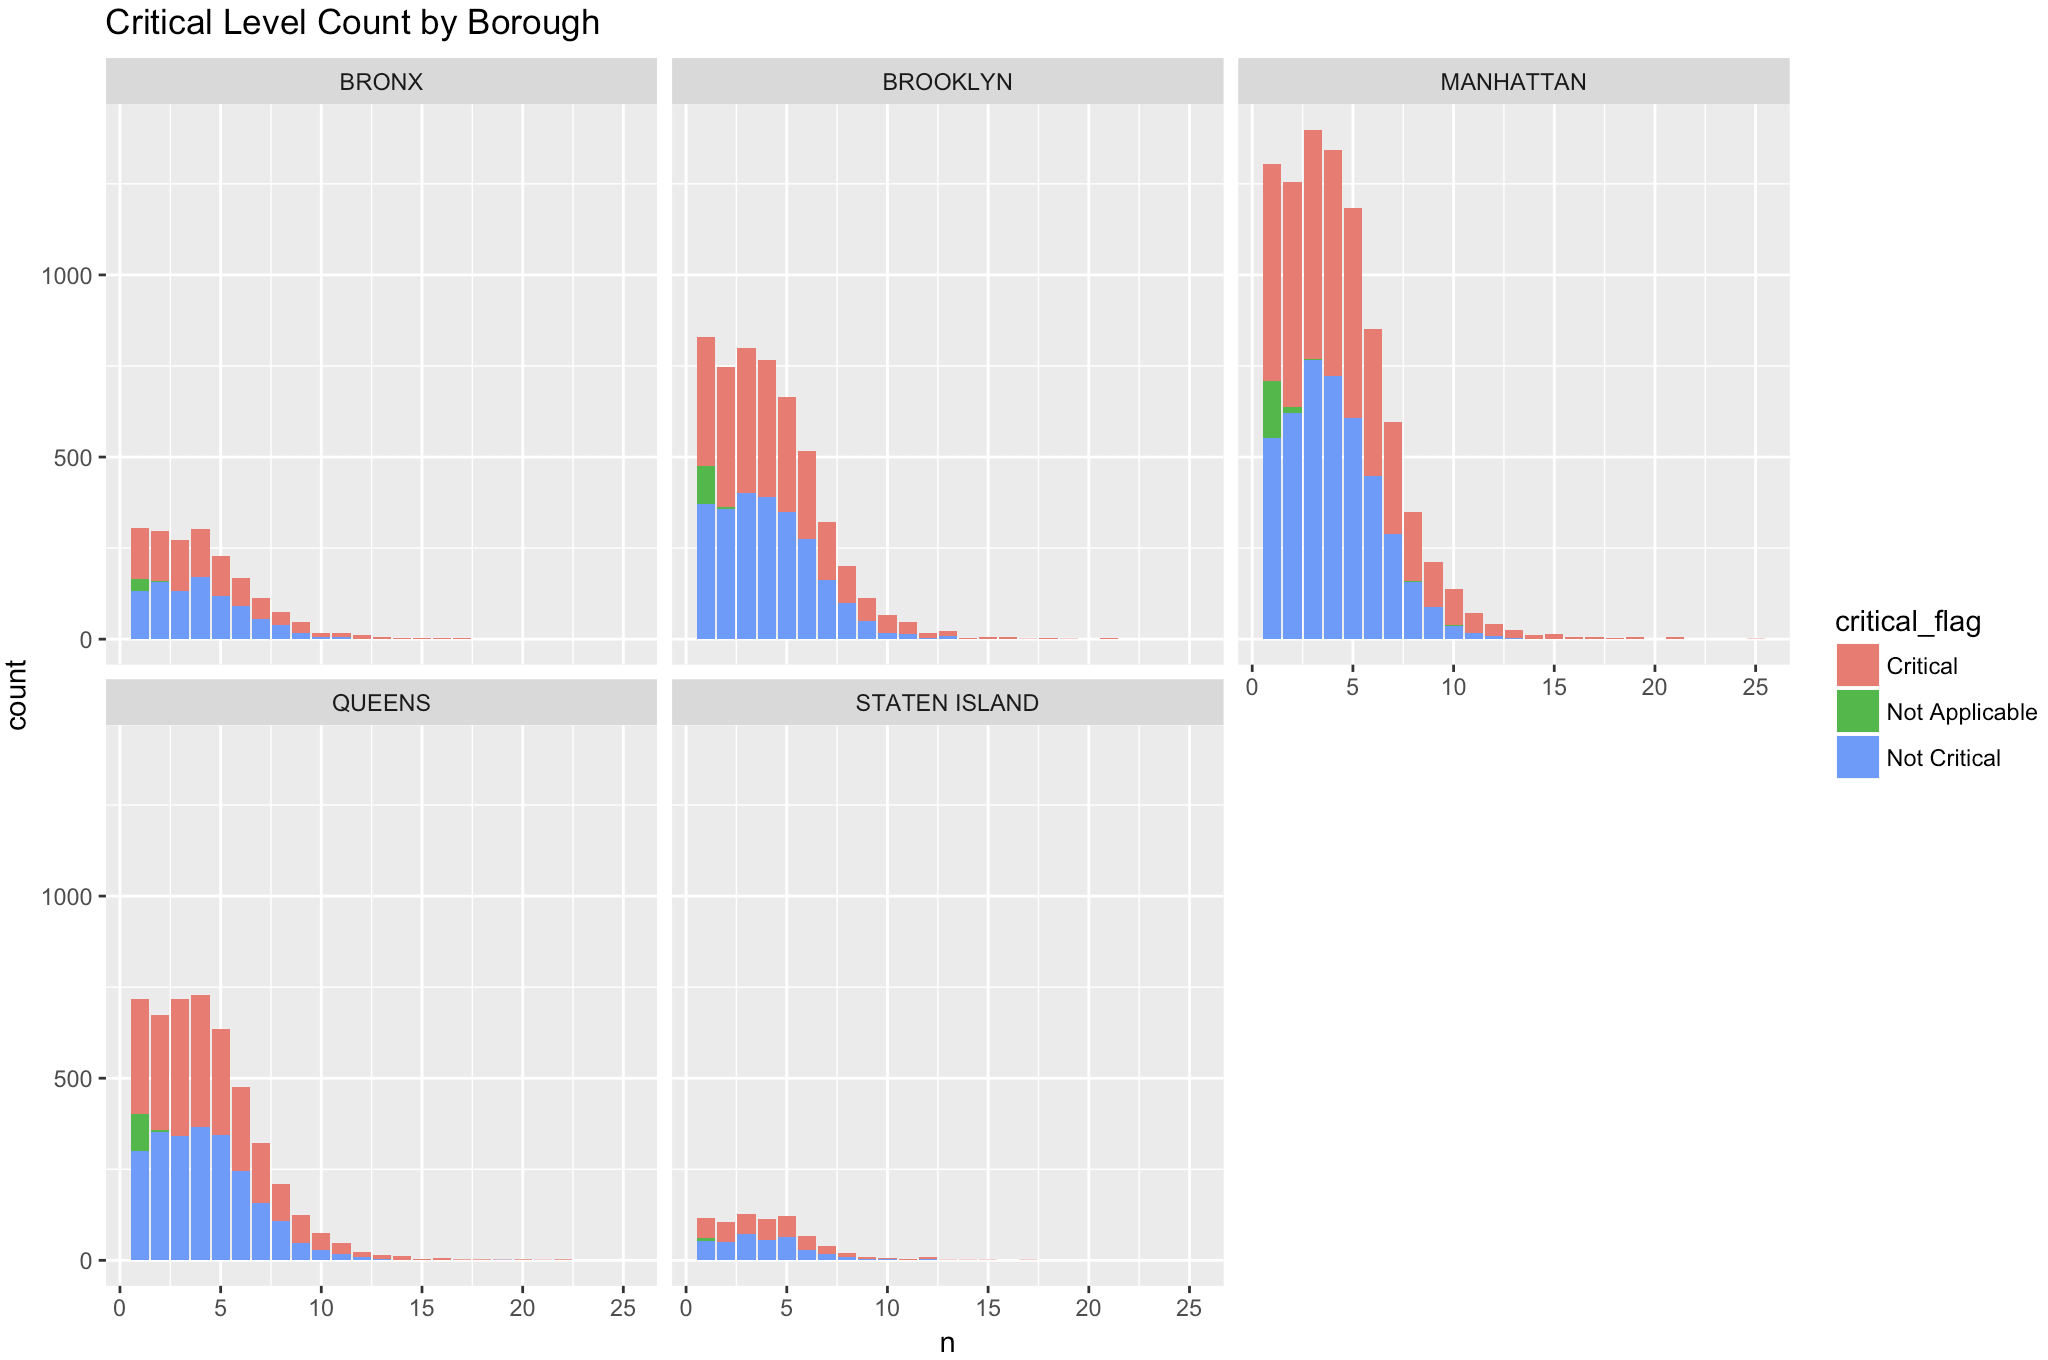 Critical Level Count by Borough
BRONX
BROOKLYN
MANHATTAN
1000
500
0
0 5 10 15 20 25
count
QUEENS
STATEN ISLAND
1000
500
0
0 5 10 15 20 25
0 5 10 15 20 25
n
critical_flag
Critical
Not Applicable
Not Critical